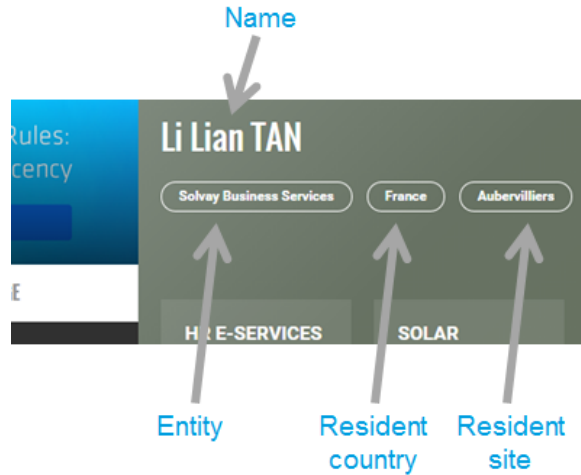 Name
Rules:
cency
Li Lian TAN
Solvay Business Services
France
Aubervilliers
HR E-SERVICES
SOLAR
Entity
Resident
country
Resident
site